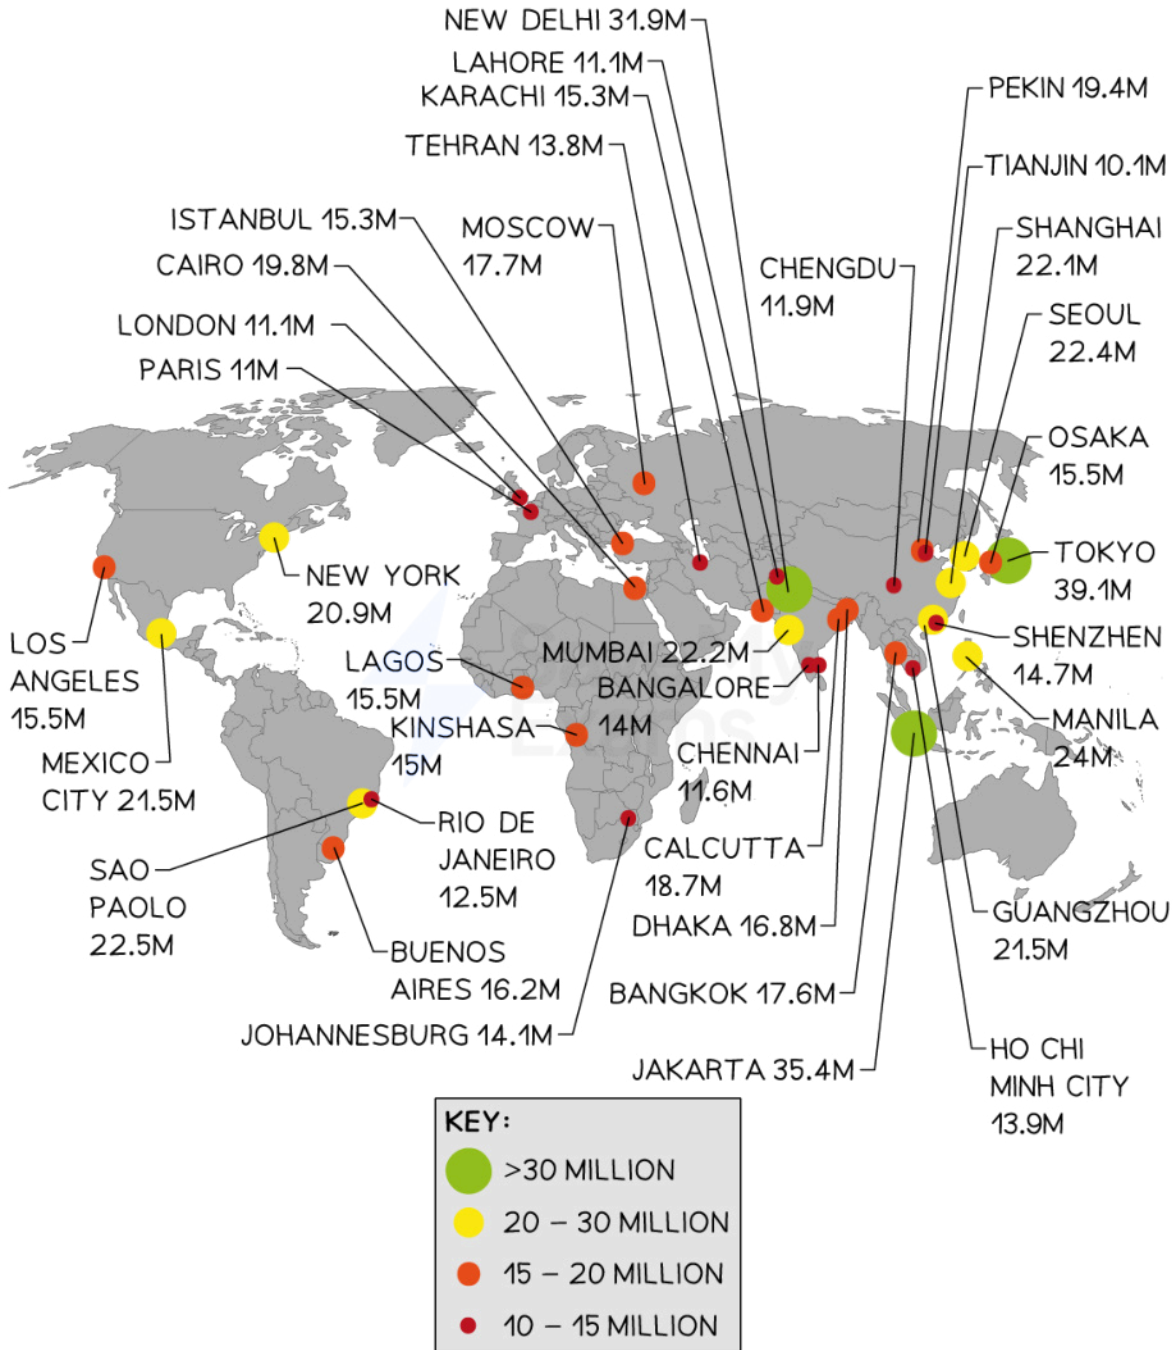 NEW DELHI 31.9M
LAHORE 11.1M
KARACHI 15.3M
TEHRAN 13.8M
PEKIN 19.4M
TIANJIN 10.1M
ISTANBUL 15.3M
MOSCOW
17.7M
SHANGHAI
22.1M
CAIRO 19.8M
CHENGDU
11.9M
LONDON 11.1M
SEOUL
22.4M
PARIS 11M
OSAKA
15.5M
TOKYO
39.1M
NEW YORK
20.9M
LOS
ANGELES
15.5M
MEXICO
CITY 21.5M
LAGOS
15.5M
KINSHASA
15M
MUMBAI 22.2M
BANGALORE
14M
CHENNAI
11.6M
SHENZHEN
14.7M
MANILA
24M
SAO
PAOLO
22.5M
RIO DE
JANEIRO
12.5M
CALCUTTA
18.7M
DHAKA 16.8M
GUANGZHOU
21.5M
BUENOS
AIRES 16.2M
BANGKOK 17.6M
JOHANNESBURG 14.1M
JAKARTA 35.4M
HO CHI
MINH CITY
13.9M
KEY:
>30 MILLION
20 – 30 MILLION
15 – 20 MILLION
10 – 15 MILLION